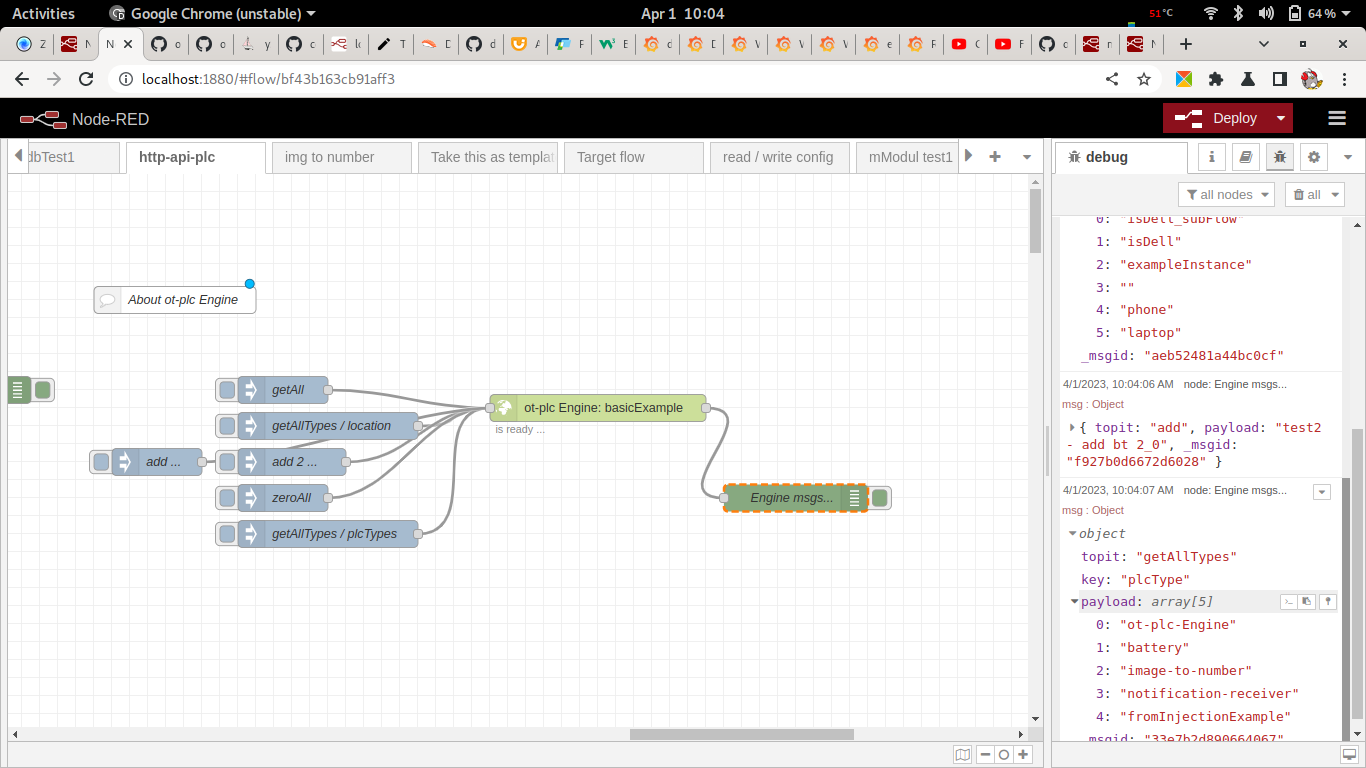 Activities
Google Chrome (unstable)
Apr 1 10:04
51°C
64 %
localhost:1880/#flow/bf43b163cb91aff3
Node-RED
Deploy
dbTest1
http-api-plc
img to number
Take this as templat
Target flow
read / write config
mModul test1
debug
all nodes
all
About ot-plc Engine
getAll
getAllTypes / location
add ...
add 2 ...
zeroAll
getAllTypes / plcTypes
ot-plc Engine: basicExample
is ready ...
Engine msgs...
0: "isDell_subFlow"
1: "isDell"
2: "exampleInstance"
3: ""
4: "phone"
5: "laptop"
_msgid: "aeb52481a44bc0cf"
4/1/2023, 10:04:06 AM node: Engine msgs...
msg : Object
{ topit: "add", payload: "test2
- add bt 2_0", _msgid:
"f927b0d6672d6028" }
4/1/2023, 10:04:07 AM node: Engine msgs...
msg : Object
object
topit: "getAllTypes"
key: "plcType"
payload: array[5]
0: "ot-plc-Engine"
1: "battery"
2: "image-to-number"
3: "notification-receiver"
4: "fromInjectionExample"
_msgid: "33e7b2d890664067"